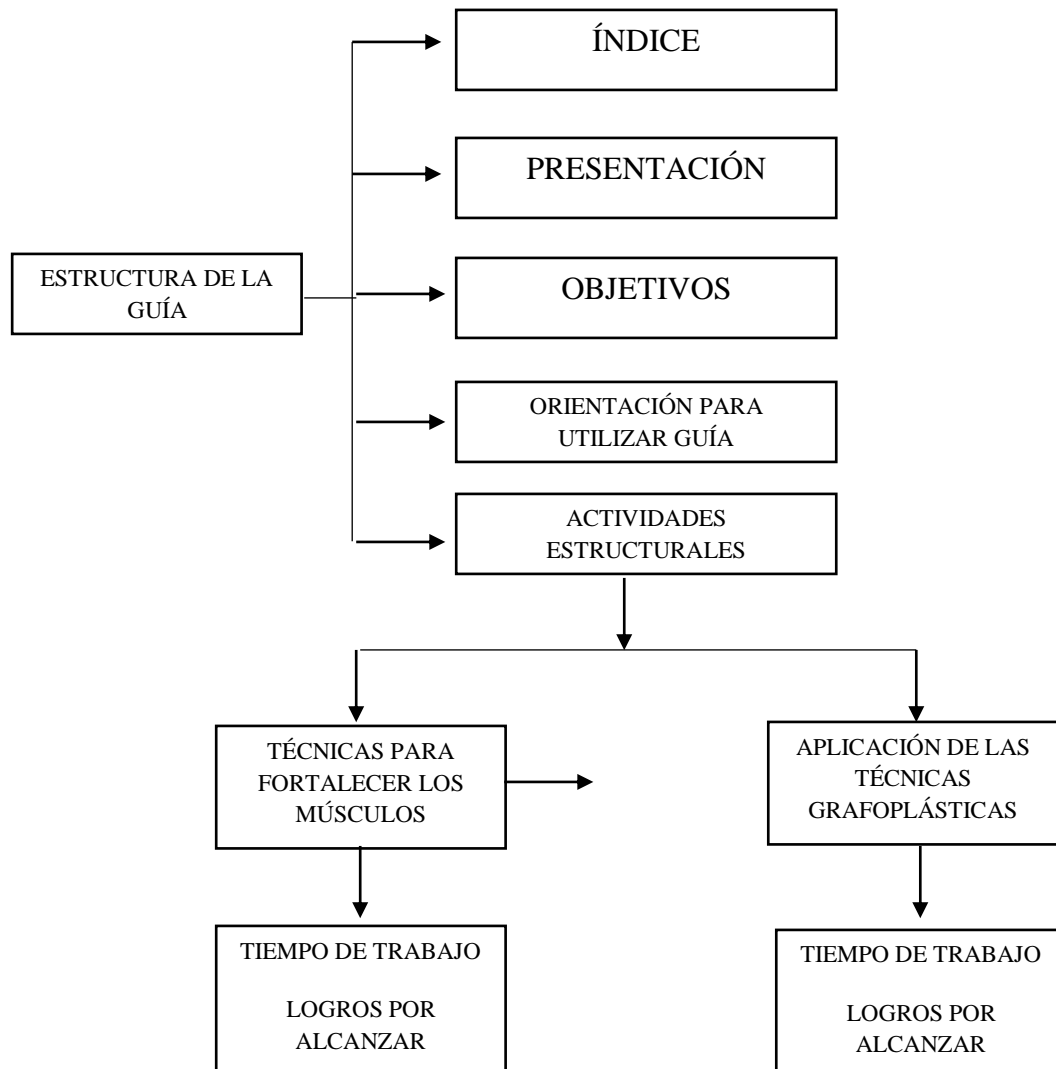 ÍNDICE
PRESENTACIÓN
ESTRUCTURA DE LA
GUÍA
OBJETIVOS
ORIENTACIÓN PARA
UTILIZAR GUÍA
ACTIVIDADES
ESTRUCTURALES
TÉCNICAS PARA
FORTALECER LOS
MÚSCULOS
APLICACIÓN DE LAS
TÉCNICAS
GRAFOPLÁSTICAS
TIEMPO DE TRABAJO
LOGROS POR
ALCANZAR
TIEMPO DE TRABAJO
LOGROS POR
ALCANZAR